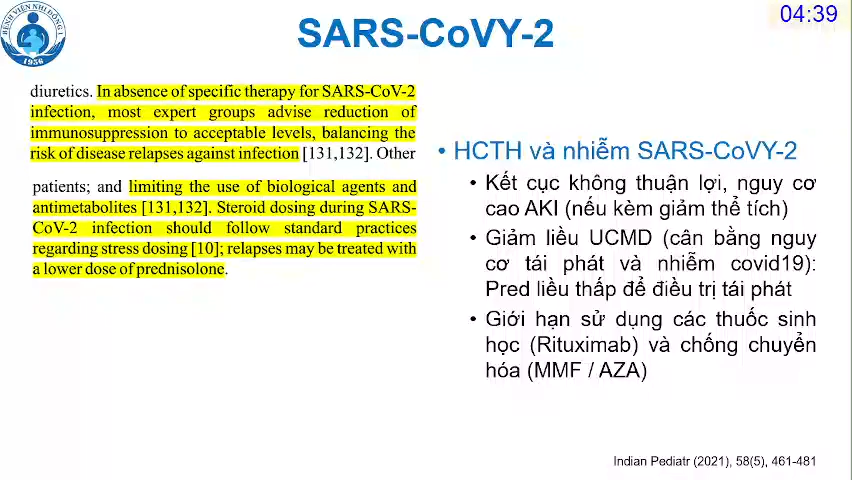 BỆNH VIỆN NHI ĐỒNG 1
1956
04:39
SARS-CoVY-2
diuretics. In absence of specific therapy for SARS-CoV-2
infection, most expert groups advise reduction of
immunosuppression to acceptable levels, balancing the
risk of disease relapses against infection [131,132]. Other
patients; and limiting the use of biological agents and
antimetabolites [131,132]. Steroid dosing during SARS-
CoV-2 infection should follow standard practices
regarding stress dosing [10]; relapses may be treated with
a lower dose of prednisolone.
• HCTH và nhiễm SARS-CoVY-2
• Kết cục không thuận lợi, nguy cơ
cao AKI (nếu kèm giảm thể tích)
• Giảm liều UCMD (cân bằng nguy
cơ tái phát và nhiễm covid19):
Pred liều thấp để điều trị tái phát
• Giới hạn sử dụng các thuốc sinh
học (Rituximab) và chống chuyển
hóa (MMF / AZA)
Indian Pediatr (2021), 58(5), 461-481